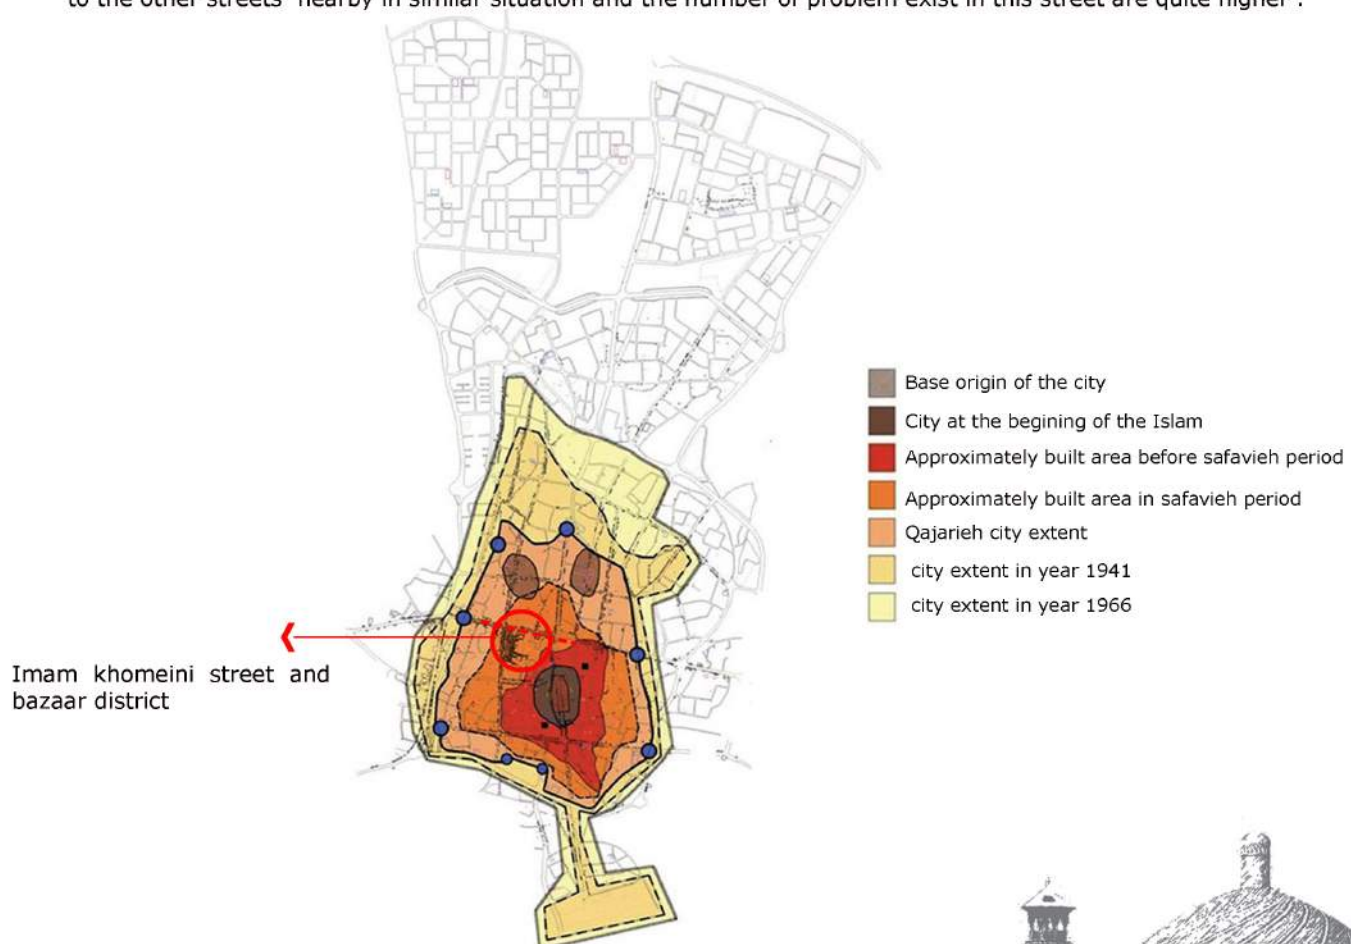 to the other streets nearby in similar situation and the number of problem exist in this street are quite higher .
Base origin of the city
City at the begining of the Islam
Approximately built area before safavieh period
Approximately built area in safavieh period
Qajarieh city extent
city extent in year 1941
city extent in year 1966
Imam khomeini street and
bazaar district